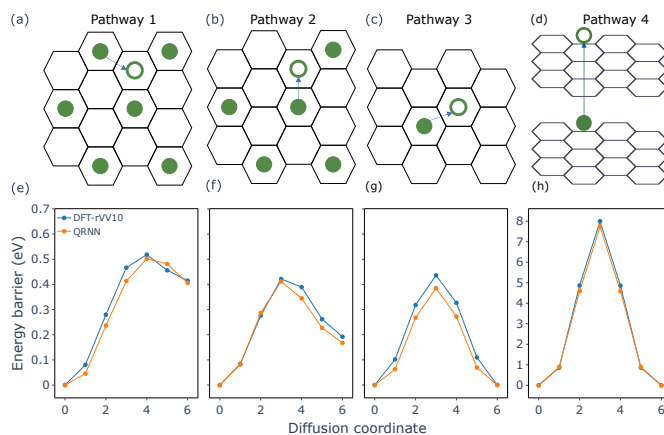 (a) Pathway 1
(b) Pathway 2
(c) Pathway 3
(d) Pathway 4
(e) (f) (g) (h)
Energy barrier (eV)
0.7
0.6
0.5
0.4
0.3
0.2
0.1
0
DFT-rVV10
QRNN
8
7
6
5
4
3
2
1
0
0 2 4 6
0 2 4 6
0 2 4 6
0 2 4 6
Diffusion coordinate